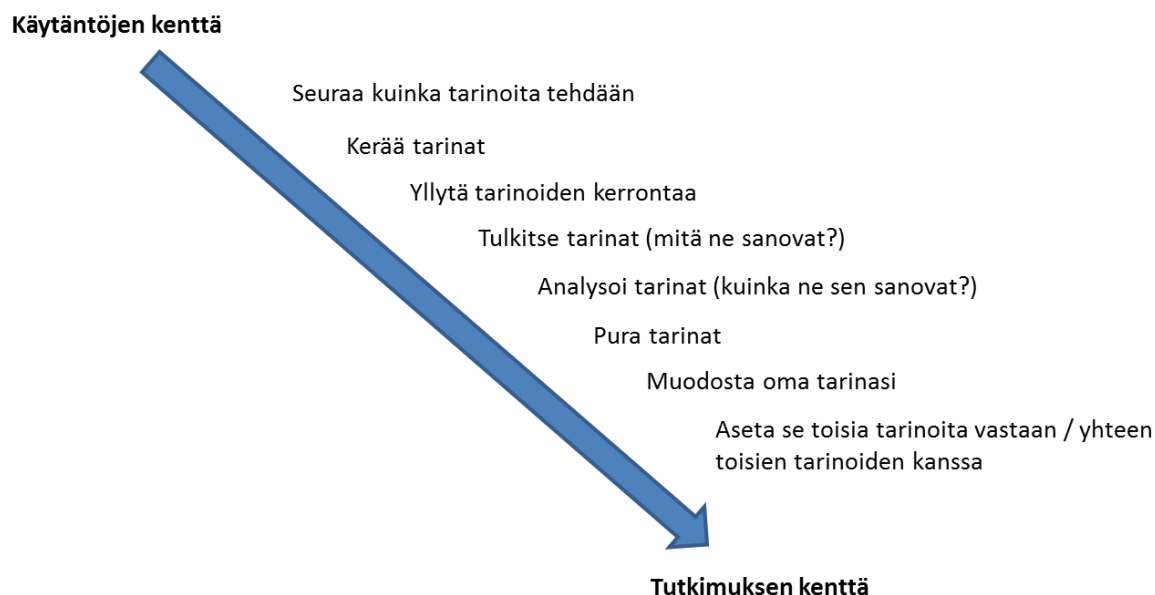 Käytäntöjen kenttä
Seuraa kuinka tarinoita tehdään
Kerää tarinat
Yllytä tarinoiden kerrontaa
Tulkitse tarinat (mitä ne sanovat?)
Analysoi tarinat (kuinka ne sen sanovat?)
Pura tarinat
Muodosta oma tarinasi
Aseta se toisia tarinoita vastaan / yhteen
toisien tarinoiden kanssa
Tutkimuksen kenttä